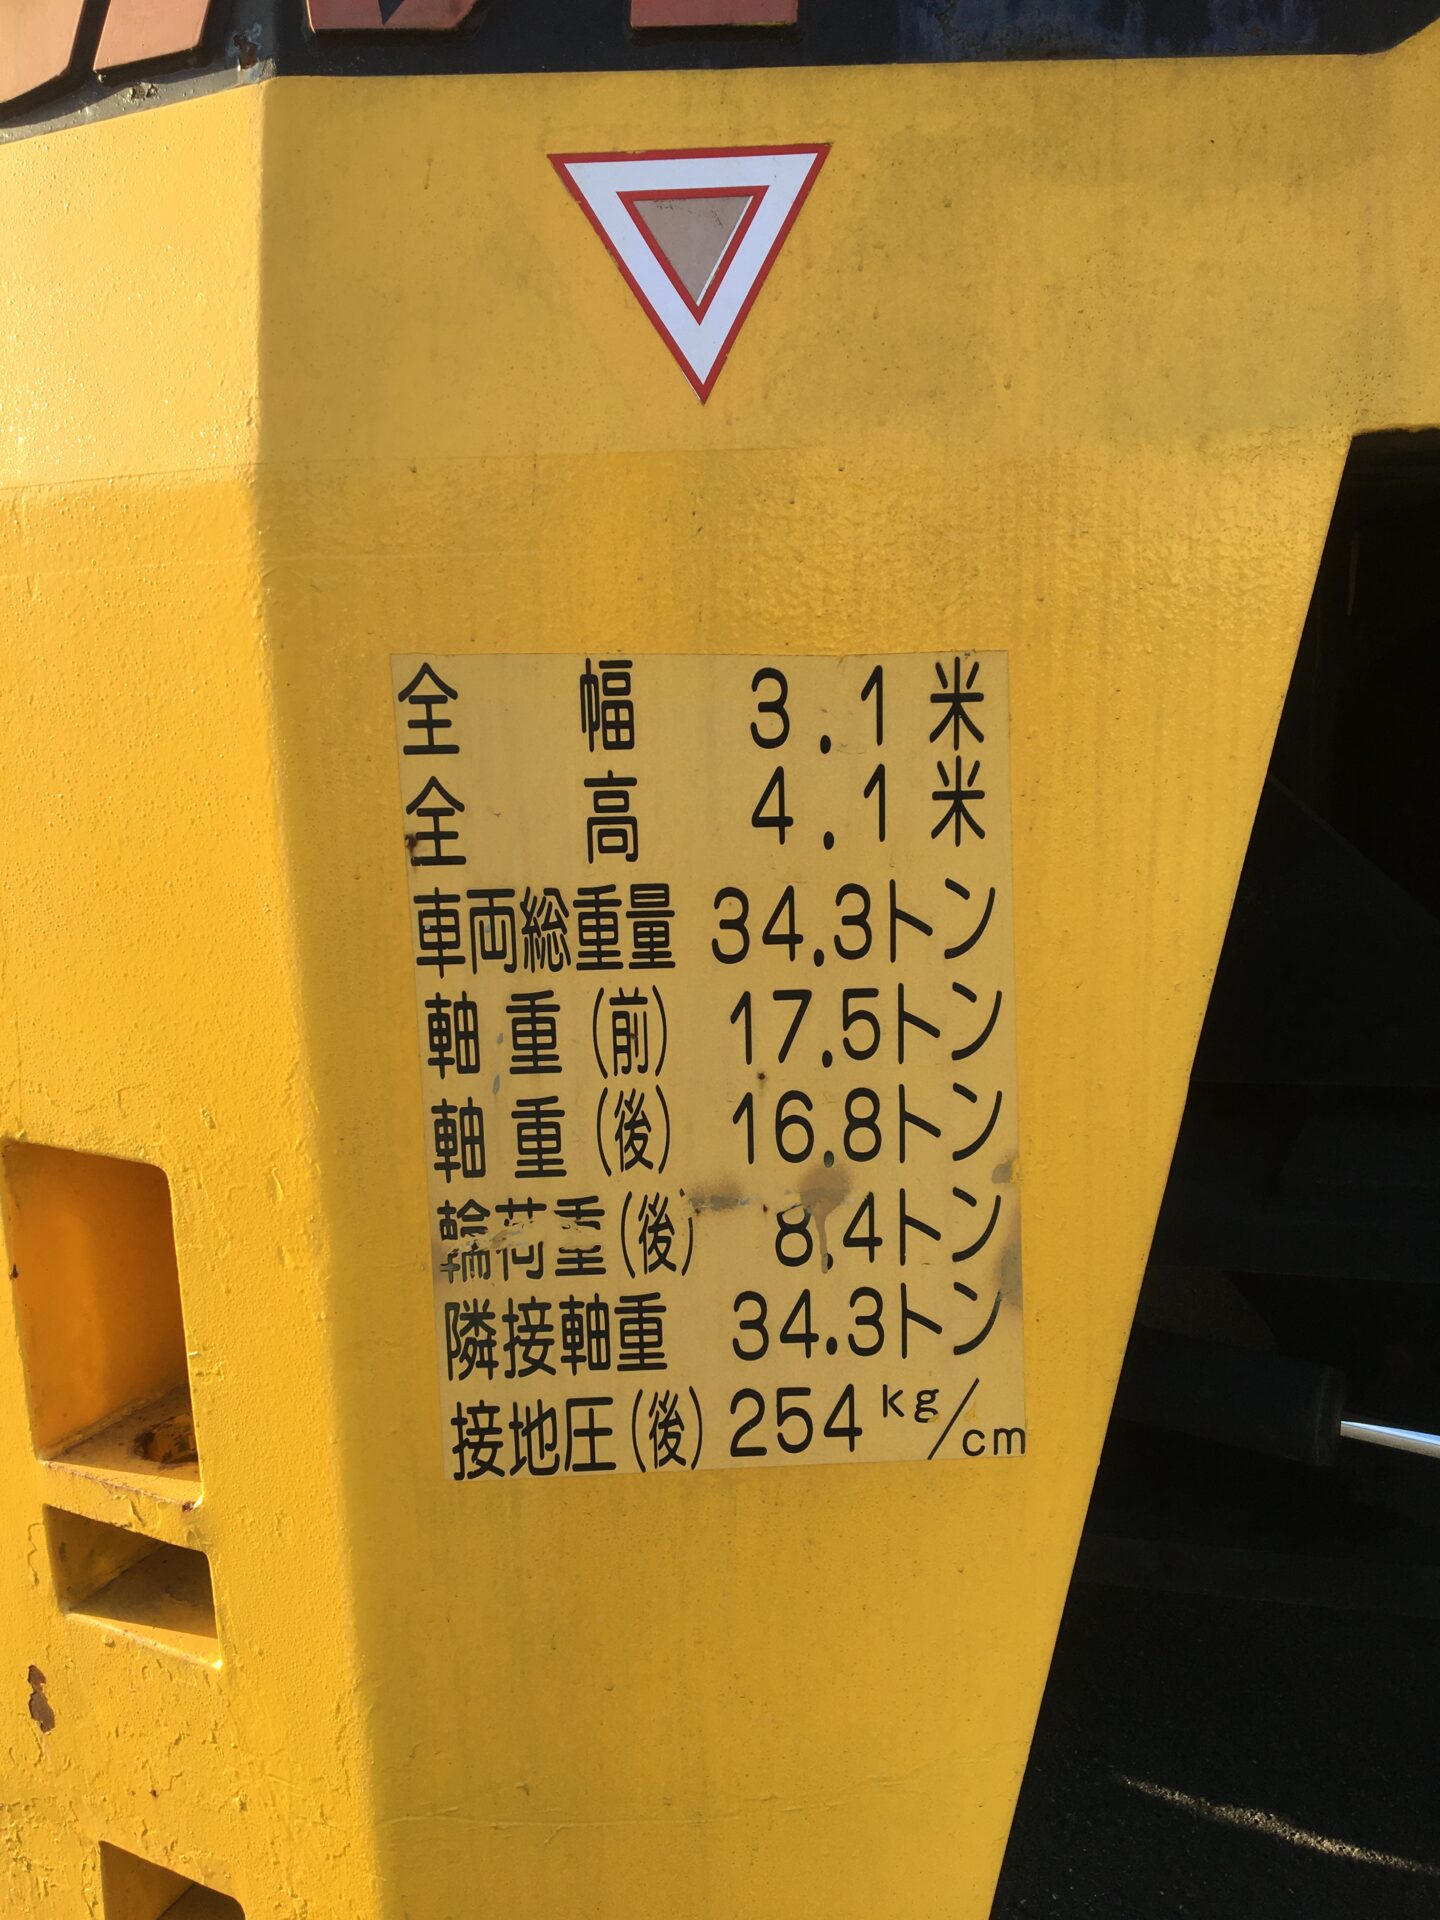 全幅 3.1米
全高 4.1米
車両総重量 34.3トン
軸重(前) 17.5トン
軸重(後) 16.8トン
輪荷重(後) 8.4トン
隣接軸重 34.3トン
接地圧(後) 254kg/cm